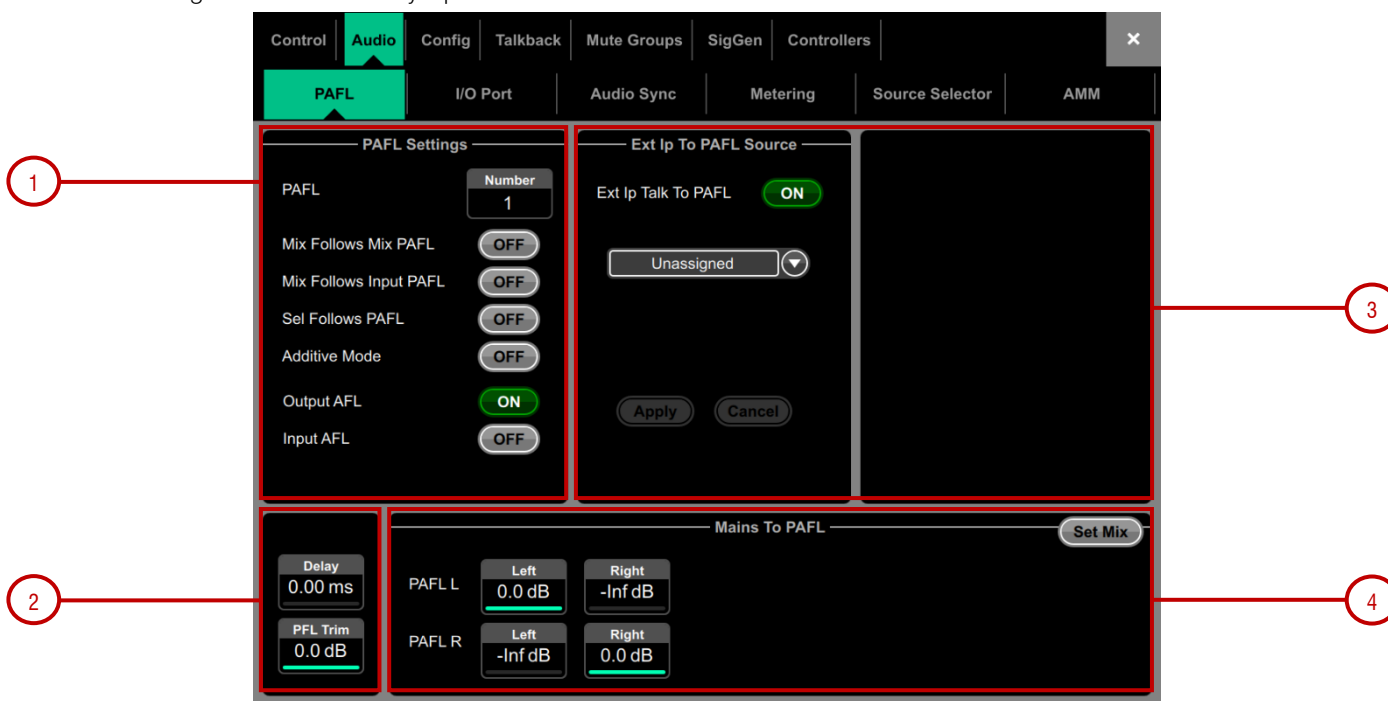 Control Audio Config Talkback Mute Groups SigGen Controllers ×
PAFL I/O Port Audio Sync Metering Source Selector AMM
PAFL Settings
PAFL
Number
1
Mix Follows Mix PAFL OFF
Mix Follows Input PAFL OFF
Sel Follows PAFL OFF
Additive Mode OFF
Output AFL ON
Input AFL OFF
Ext Ip To PAFL Source
Ext Ip Talk To PAFL ON
Unassigned
Apply Cancel
1
3
Delay
0.00 ms
PFL Trim
0.0 dB
Mains To PAFL
Set Mix
PAFL L
Left
0.0 dB
Right
-Inf dB
PAFL R
Left
-Inf dB
Right
0.0 dB
2
4